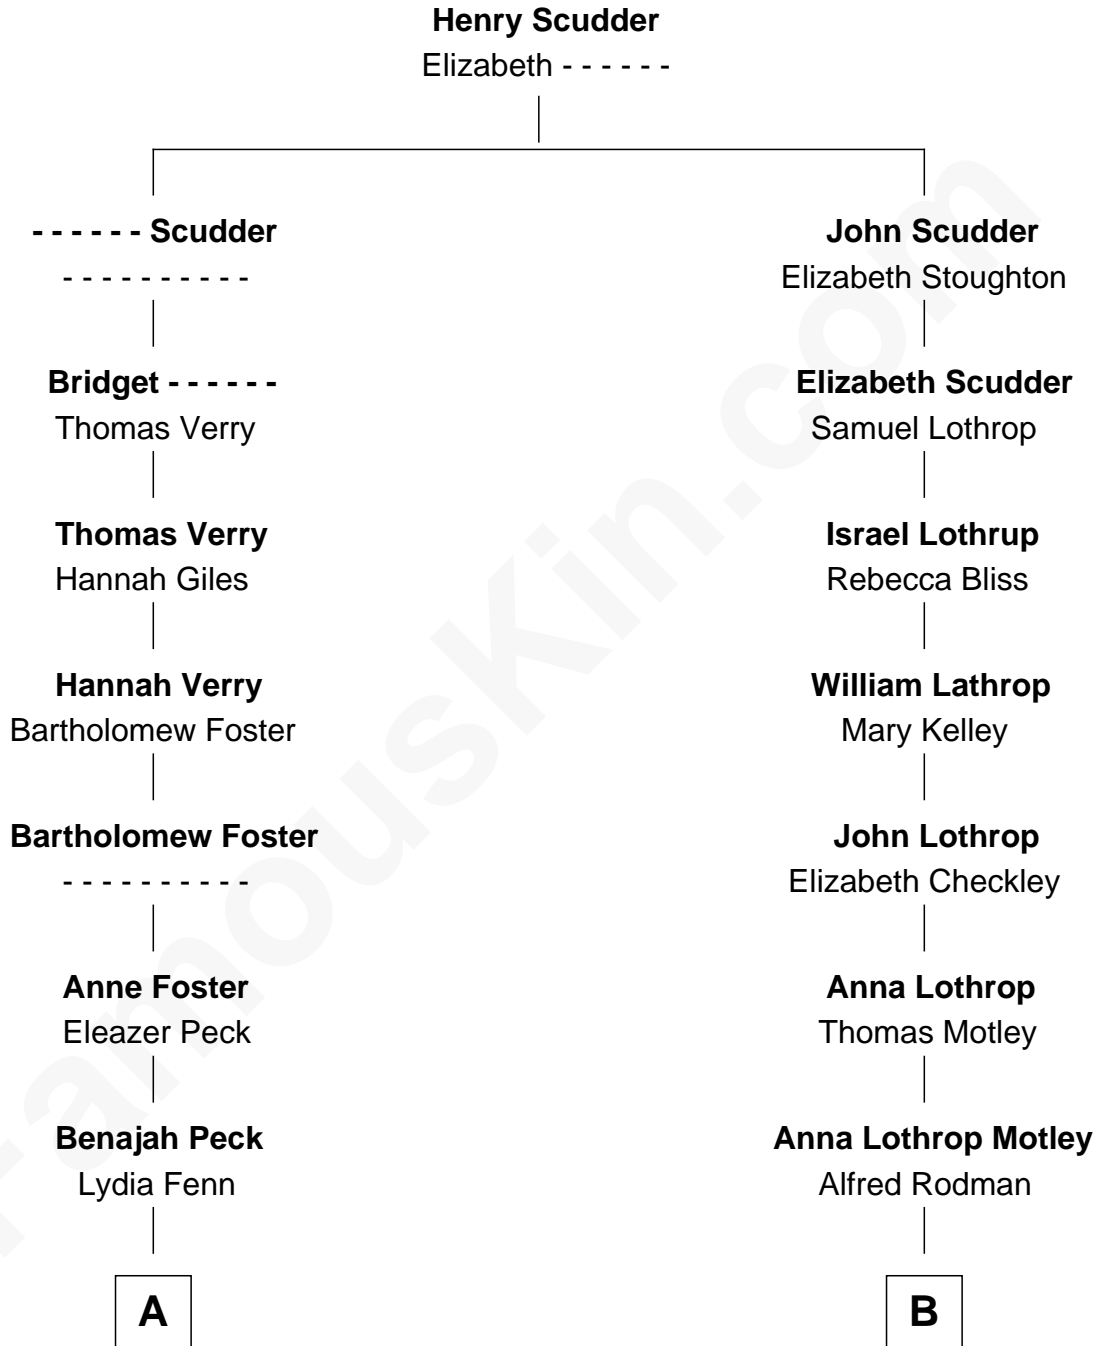 Henry Scudder
Elizabeth - - - - - -
- - - - - - Scudder
- - - - - - - - - -
Bridget - - - - - -
Thomas Verry
Thomas Verry
Hannah Giles
Hannah Verry
Bartholomew Foster
Bartholomew Foster
- - - - - - - - - -
Anne Foster
Eleazer Peck
Benajah Peck
Lydia Fenn
A
John Scudder
Elizabeth Stoughton
Elizabeth Scudder
Samuel Lothrop
Israel Lothrup
Rebecca Bliss
William Lathrop
Mary Kelley
John Lothrop
Elizabeth Checkley
Anna Lothrop
Thomas Motley
Anna Lothrop Motley
Alfred Rodman
B
FamousKin.com